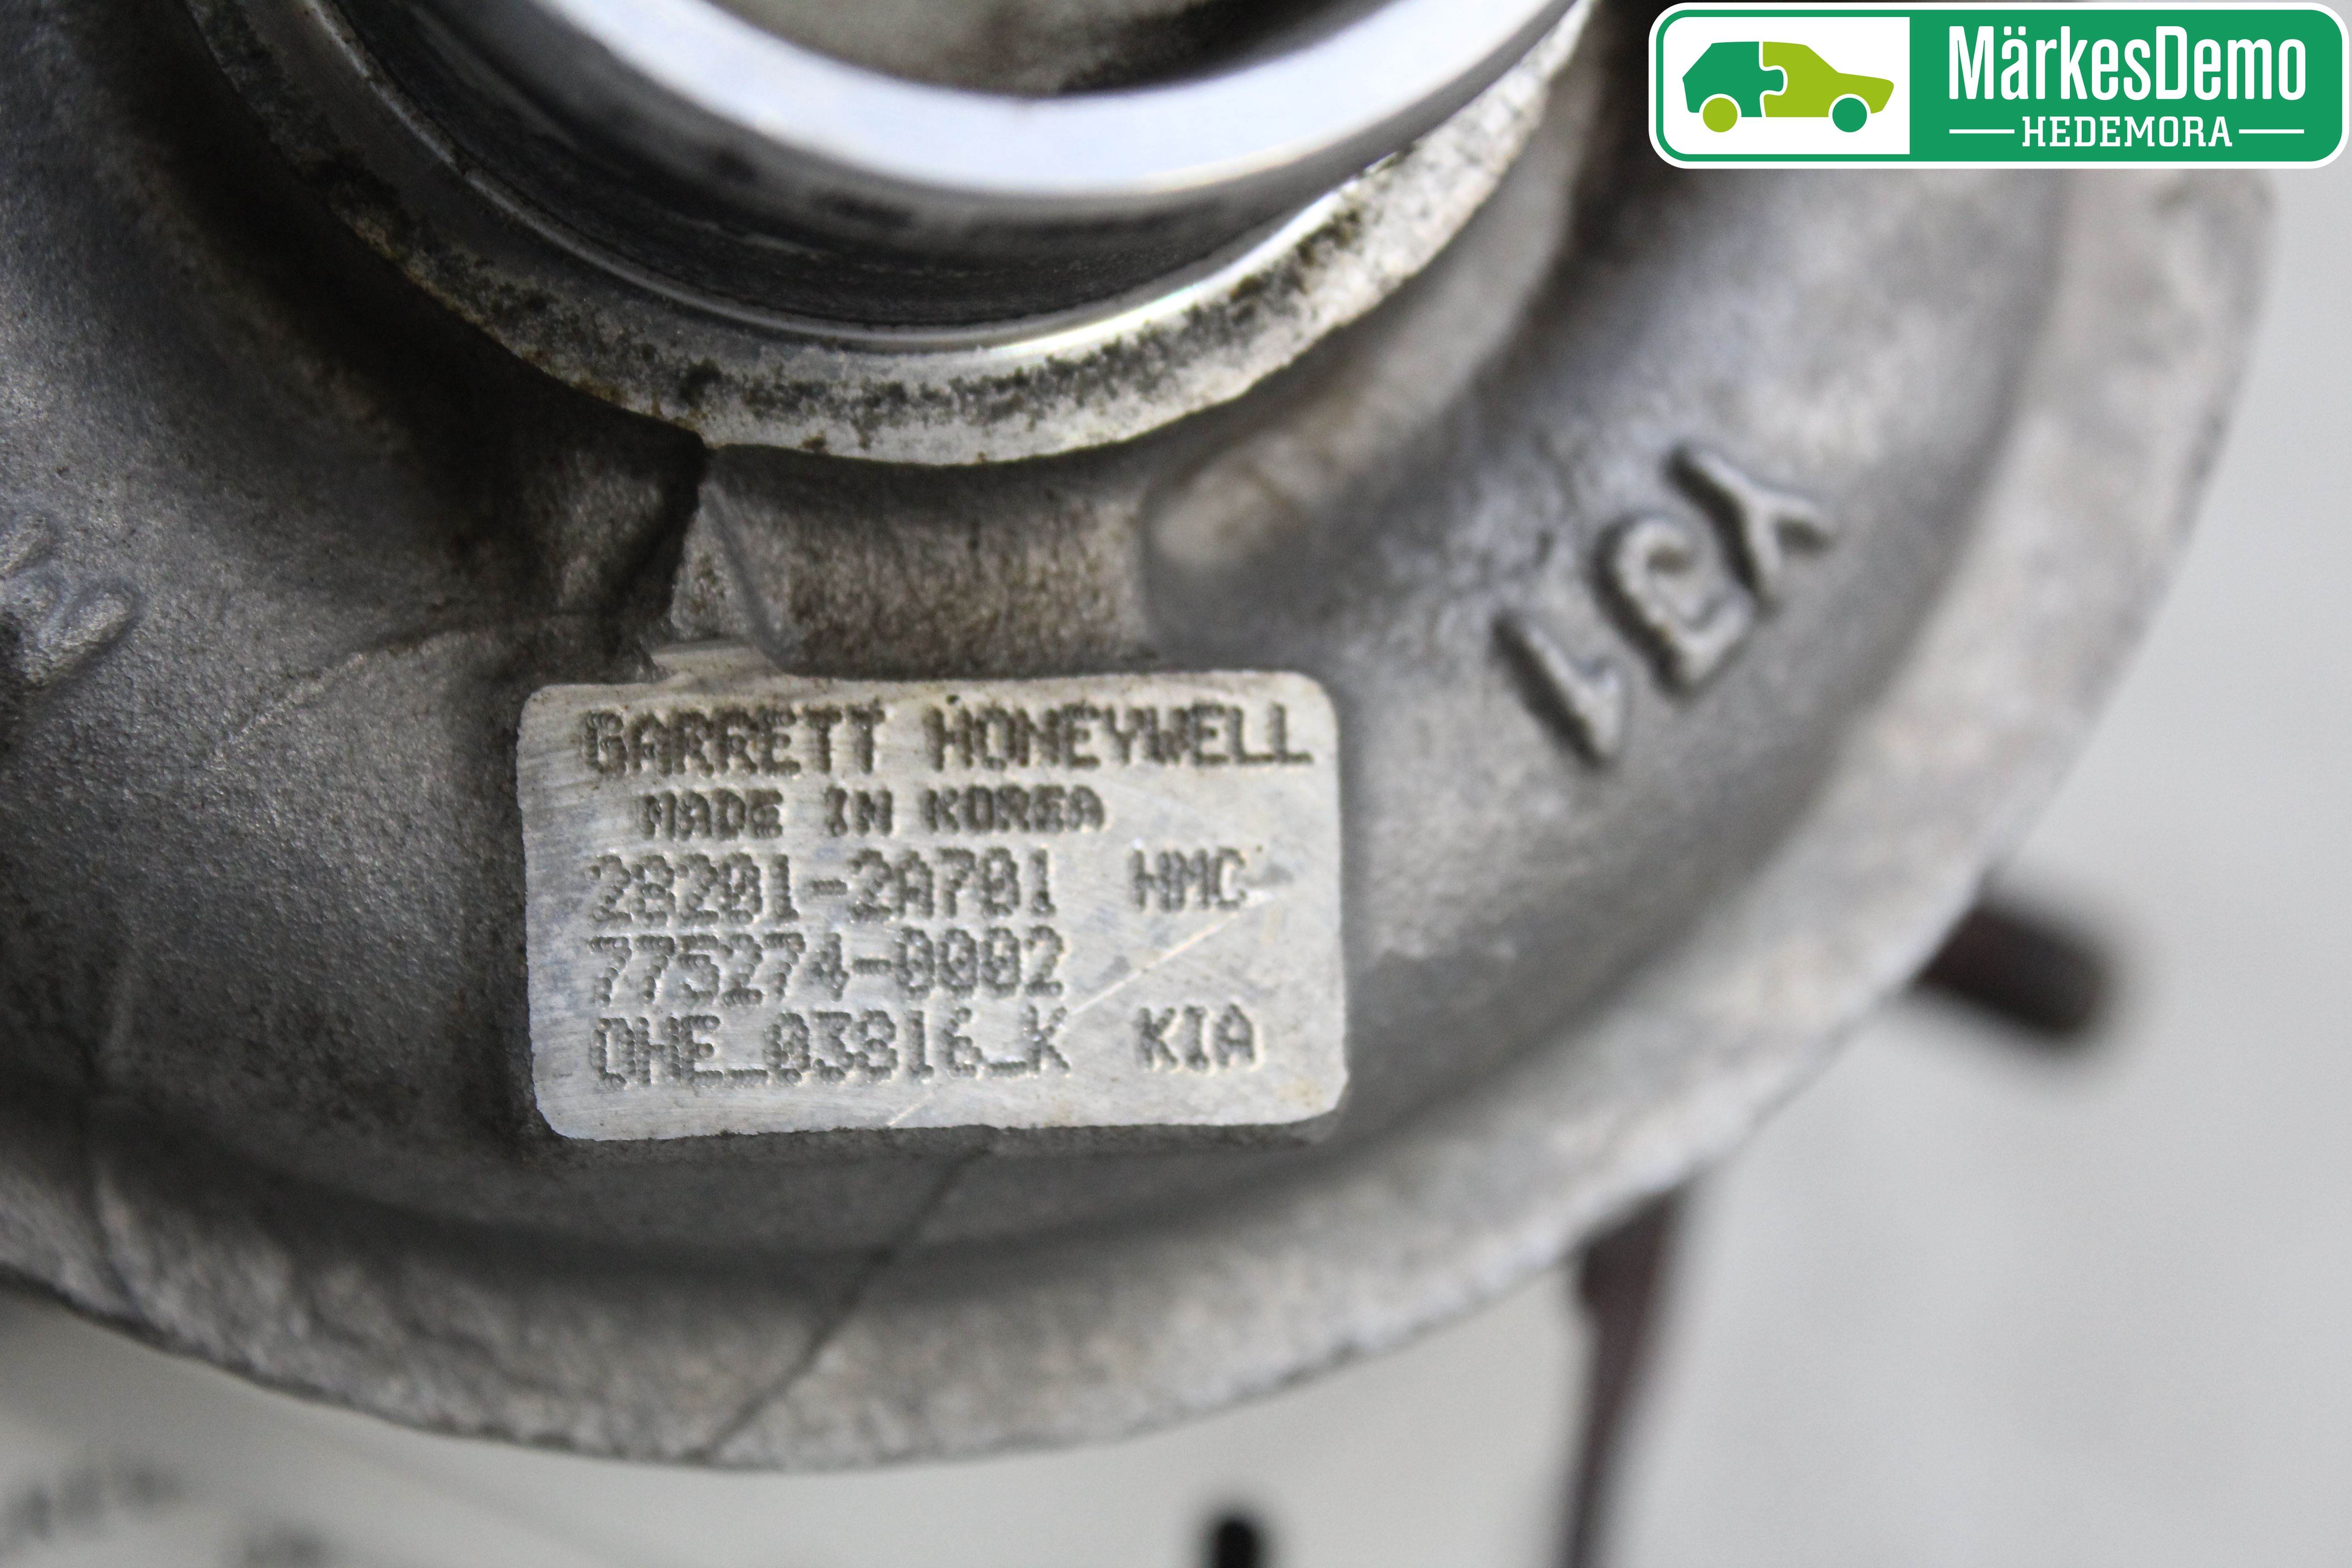 MärkesDemo
HEDEMORA
GARRETT HONEYWELL
MADE IN KOREA
28201-2A701 HMC
775274-0002
OHE_03816_K KIA